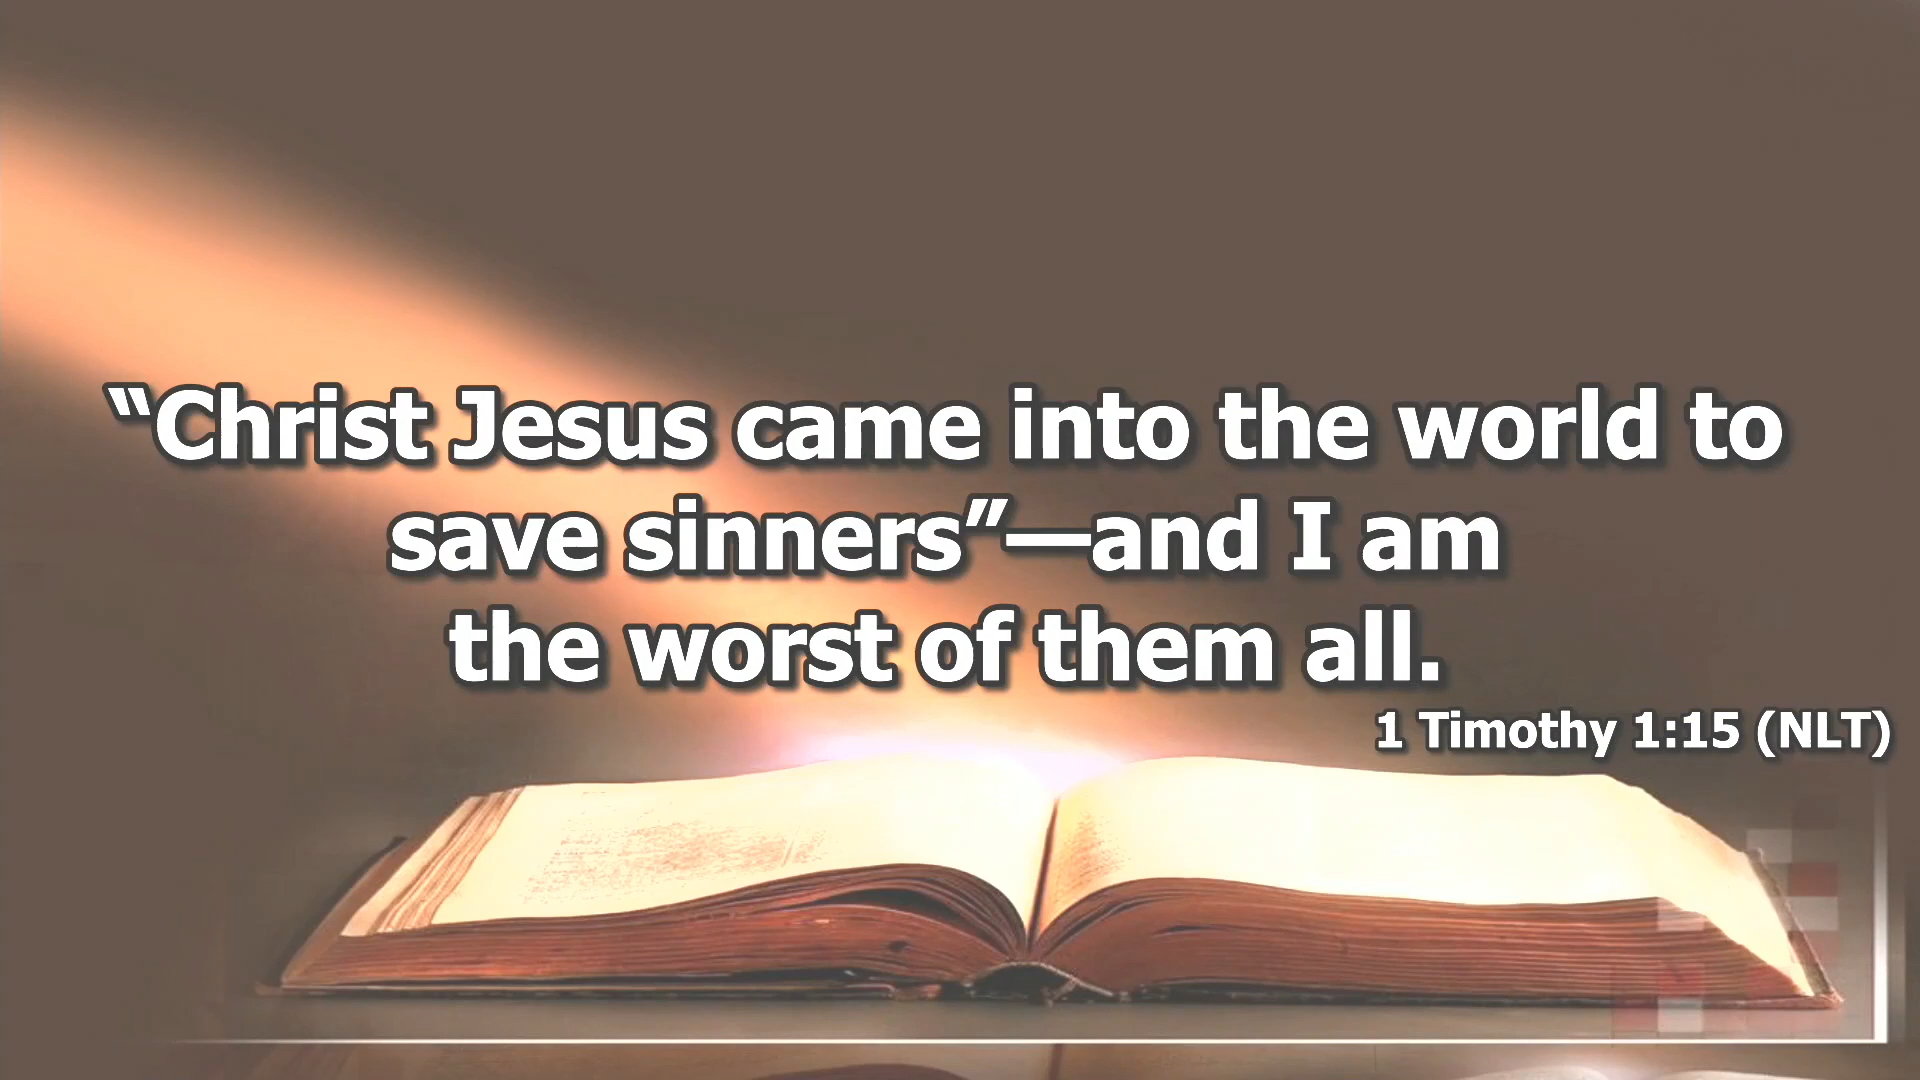 “Christ Jesus came into the world to
save sinners”—and I am
the worst of them all.
1 Timothy 1:15 (NLT)